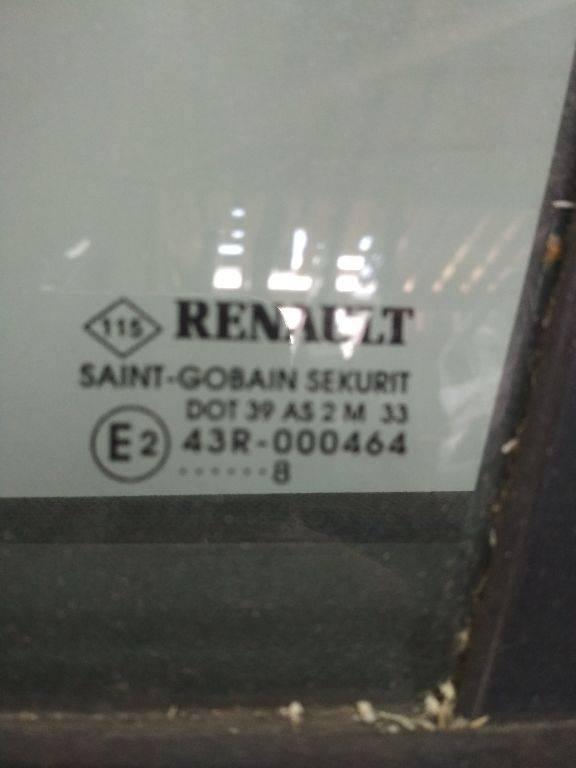 115 RENAULT
SAINT-GOBAIN SEKURIT
DOT 39 AS 2 M 33
E2 43R-000464
......8